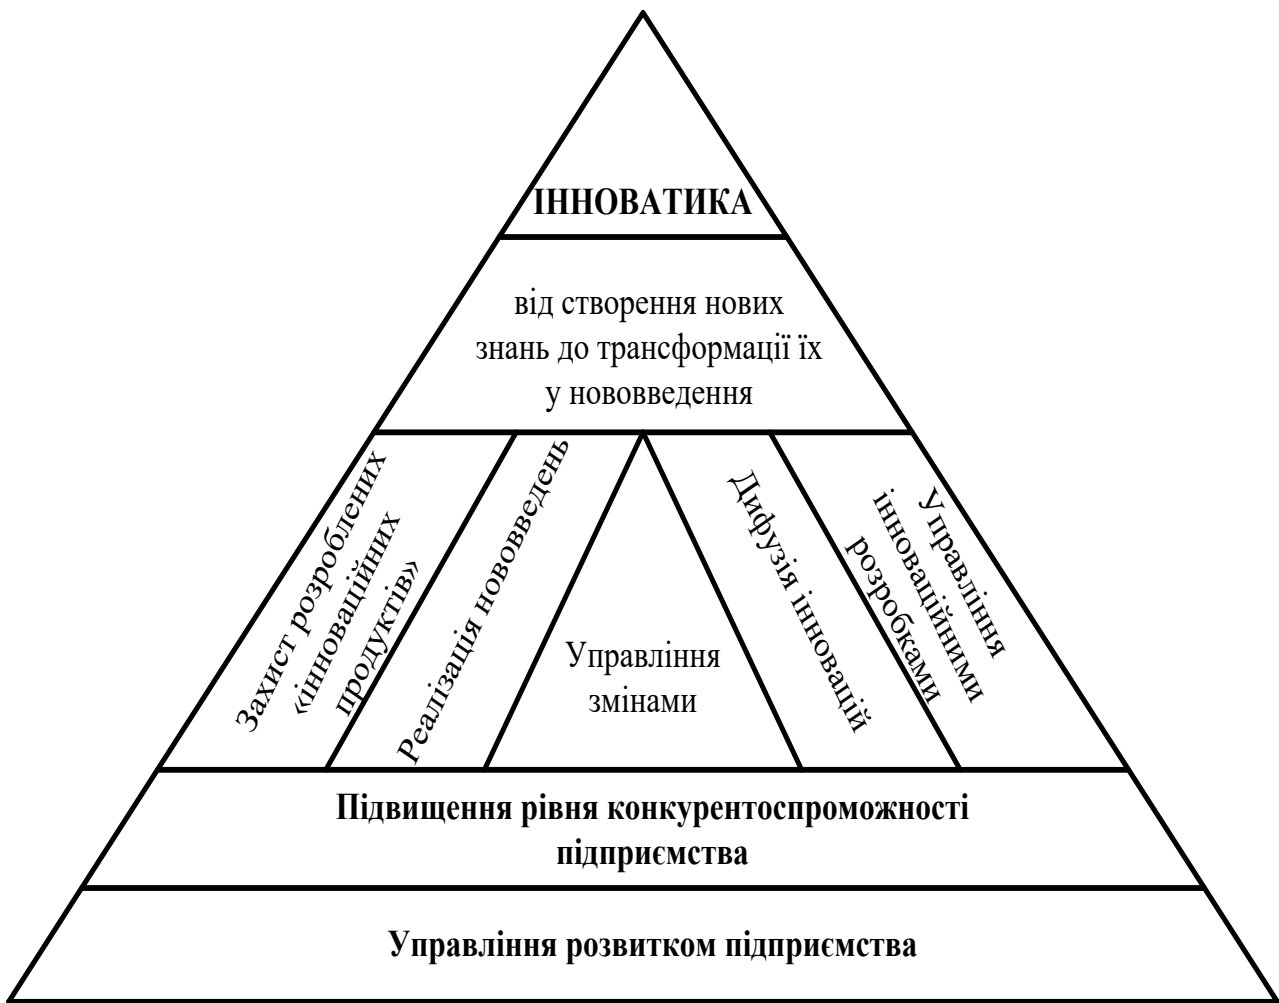 ІННОВАТИКА
від створення нових
знань до трансформації їх
у нововведення
Захист розроблених
«інноваційних
продуктів»
Реалізація нововведень
Управління
змінами
Дифузія інновацій
Управління
інноваційними
розробками
Підвищення рівня конкурентоспроможності
підприємства
Управління розвитком підприємства